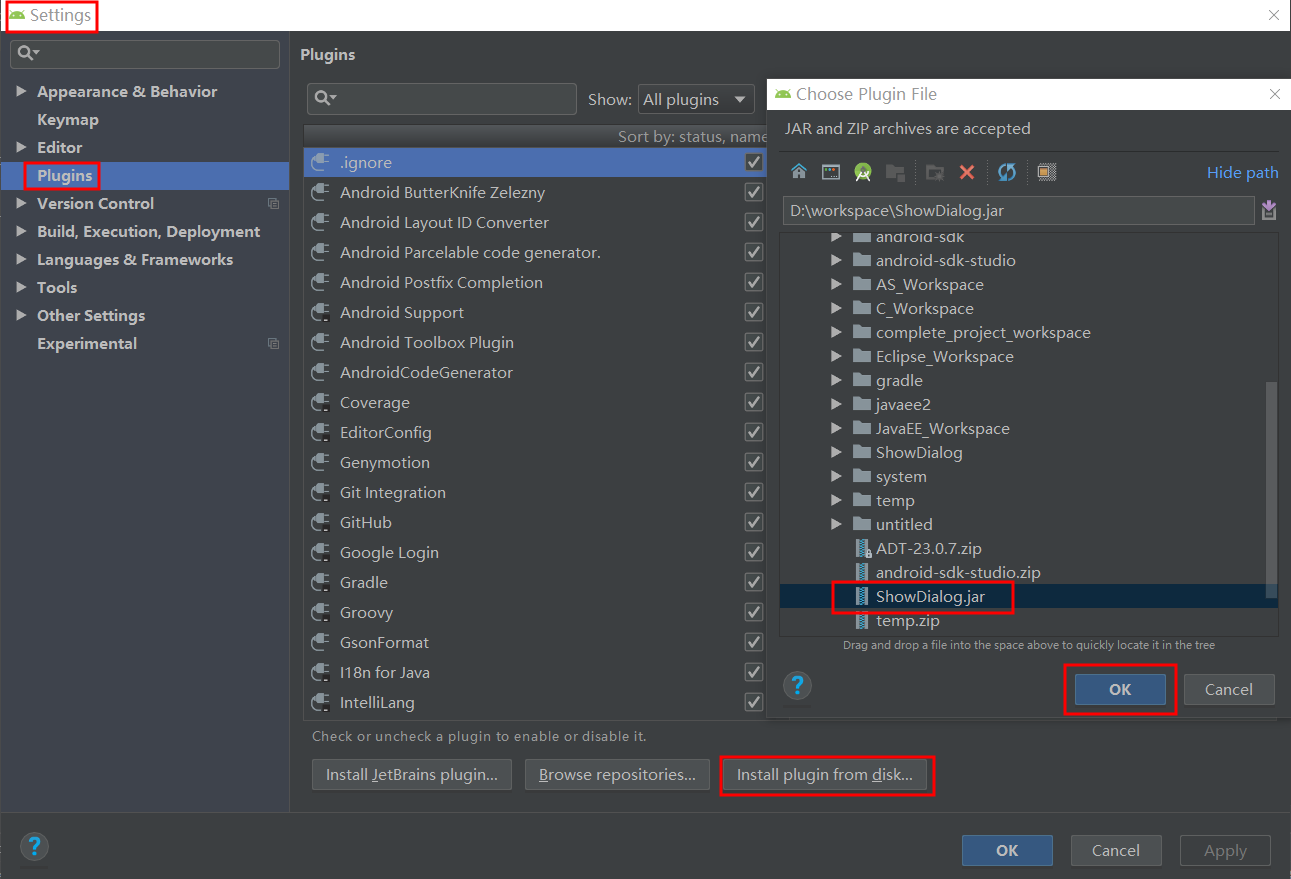 Settings
Appearance & Behavior
Keymap
Editor
Plugins
Version Control
Build, Execution, Deployment
Languages & Frameworks
Tools
Other Settings
Experimental
Plugins
Show: All plugins
Sort by: status, name
.ignore
Android ButterKnife Zelezny
Android Layout ID Converter
Android Parcelable code generator.
Android Postfix Completion
Android Support
Android Toolbox Plugin
AndroidCodeGenerator
Coverage
EditorConfig
Genymotion
Git Integration
GitHub
Google Login
Gradle
Groovy
GsonFormat
I18n for Java
IntelliLang
Check or uncheck a plugin to enable or disable it.
Install JetBrains plugin... Browse repositories... Install plugin from disk...
Choose Plugin File
JAR and ZIP archives are accepted
Hide path
D:\workspace\ShowDialog.jar
android-sdk
android-sdk-studio
AS_Workspace
C_Workspace
complete_project_workspace
Eclipse_Workspace
gradle
javaee2
JavaEE_Workspace
ShowDialog
system
temp
untitled
ADT-23.0.7.zip
android-sdk-studio.zip
ShowDialog.jar
temp.zip
Drag and drop a file into the space above to quickly locate it in the tree
? OK Cancel
? OK Cancel Apply